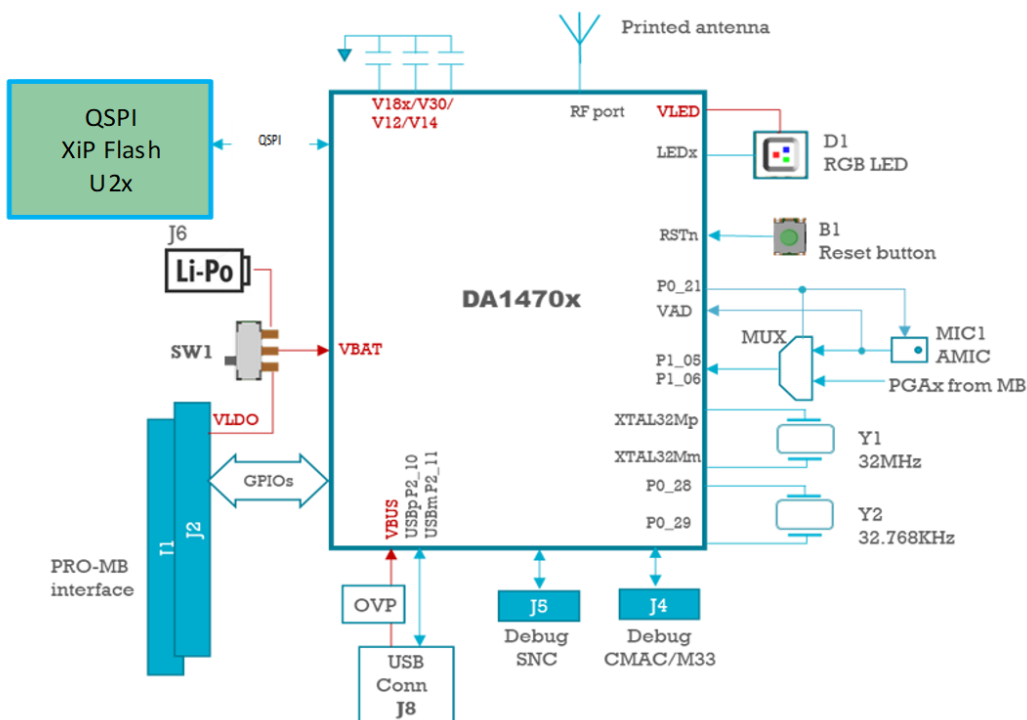 Printed antenna
V18x/V30/
V12/V14
RF port
VLED
QSPI
XiP Flash
U2x
QSPI
LEDx
D1
RGB LED
J6
Li-Po
RSTn
B1
Reset button
DA1470x
P0_21
VAD
MUX
MIC1
AMIC
SW1
VBAT
P1_05
P1_06
PGAx from MB
VLDO
XTAL32Mp
XTAL32Mm
Y1
32MHz
GPIOs
P0_28
P0_29
Y2
32.768KHz
VBUS
USBp P2_10
USBm P2_11
J1
J2
PRO-MB
interface
OVP
USB
Conn
J8
J5
Debug
SNC
J4
Debug
CMAC/M33